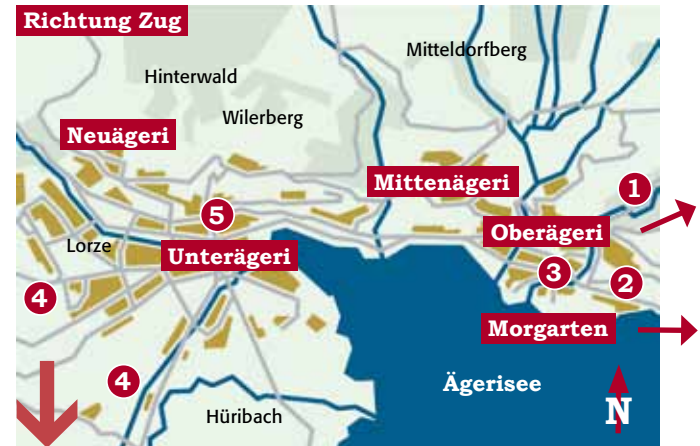 Richtung Zug
Mitteldorfberg
Hinterwald
Wilerberg
Neuägeri
Mittenägeri
1
5
Oberägeri
Lorze
Unterägeri
3
2
4
Morgarten
4
Ägerisee
N
Hüribach